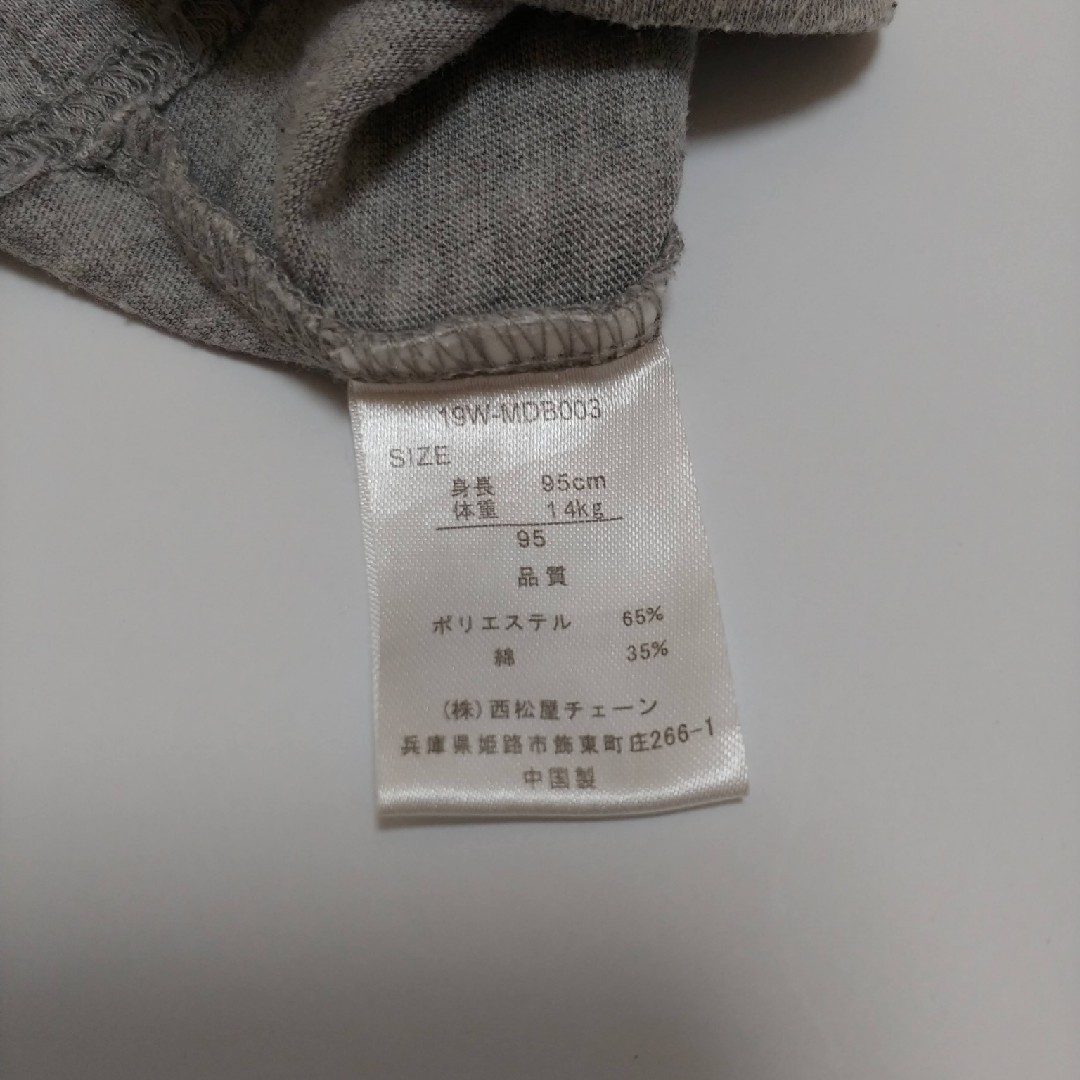 19W-MDB003
SIZE
身長 95cm
体重 14kg
95
品質
ポリエステル 65%
綿 35%
(株)西松屋チェーン
兵庫県姫路市飾東町庄266-1
中国製